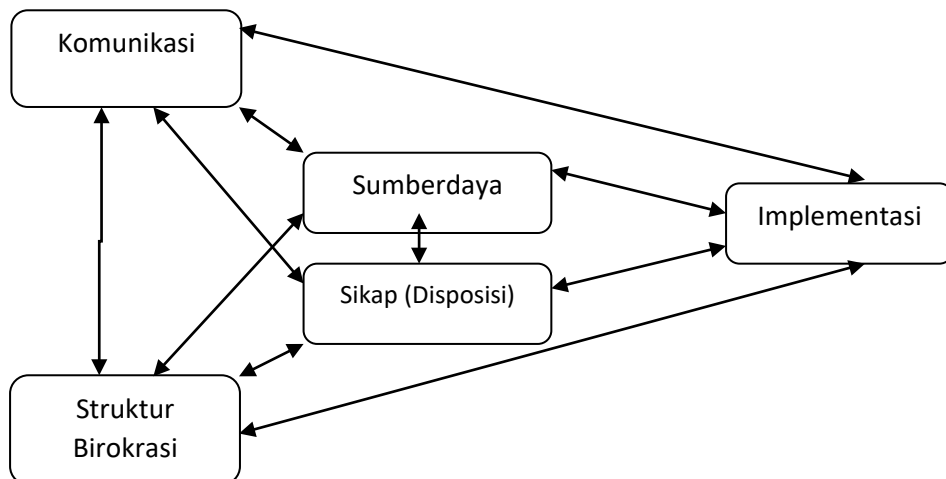 Komunikasi
Sumberdaya
Implementasi
Sikap (Disposisi)
Struktur
Birokrasi